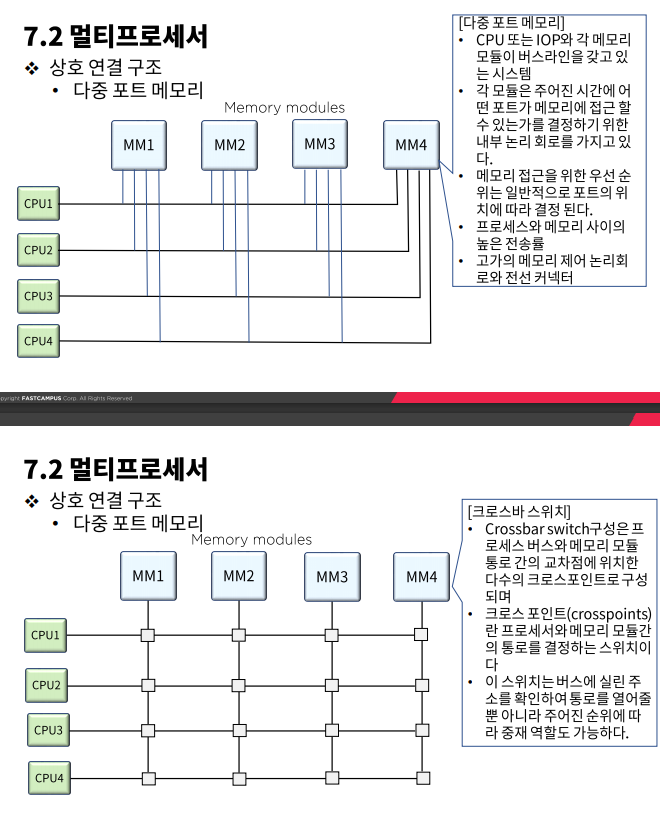 7.2 멀티프로세서
❖ 상호 연결 구조
• 다중 포트 메모리
Memory modules
MM1 MM2 MM3 MM4
CPU1
CPU2
CPU3
CPU4
[다중 포트 메모리]
• CPU 또는 IOP와 각 메모리
모듈이 버스라인을 갖고 있
는 시스템
• 각 모듈은 주어진 시간에 어
떤 포트가 메모리에 접근 할
수 있는가를 결정하기 위한
내부 논리 회로를 가지고 있
다.
• 메모리 접근을 위한 우선 순
위는 일반적으로 포트의 위
치에 따라 결정 된다.
• 프로세스와 메모리 사이의
높은 전송률
• 고가의 메모리 제어 논리회
로와 전선 커넥터
pyright FASTCAMPUS Corp. All Rights Reserved
7.2 멀티프로세서
❖ 상호 연결 구조
• 다중 포트 메모리
Memory modules
MM1 MM2 MM3 MM4
CPU1
CPU2
CPU3
CPU4
[크로스바 스위치]
• Crossbar switch구성은 프
로세스 버스와 메모리 모듈
통로 간의 교차점에 위치한
다수의 크로스포인트로 구성
되며
• 크로스 포인트(crosspoints)
란 프로세서와 메모리 모듈간
의 통로를 결정하는 스위치이
다
• 이 스위치는 버스에 실린 주
소를 확인하여 통로를 열어줄
뿐 아니라 주어진 순위에 따
라 중재 역할도 가능하다.